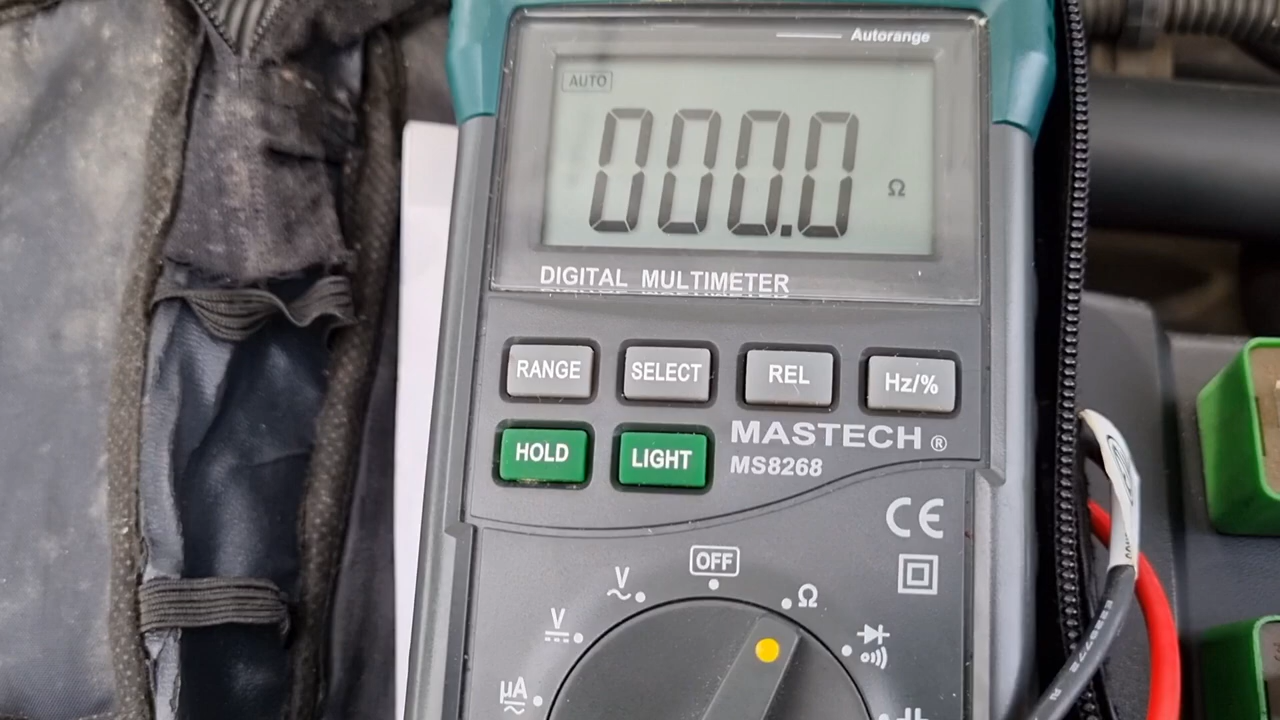 Autorange
AUTO
000.0 Ω
DIGITAL MULTIMETER
RANGE SELECT REL Hz/%
HOLD LIGHT
MASTECH ®
MS8268
CE
OFF
V Ω
V
μA